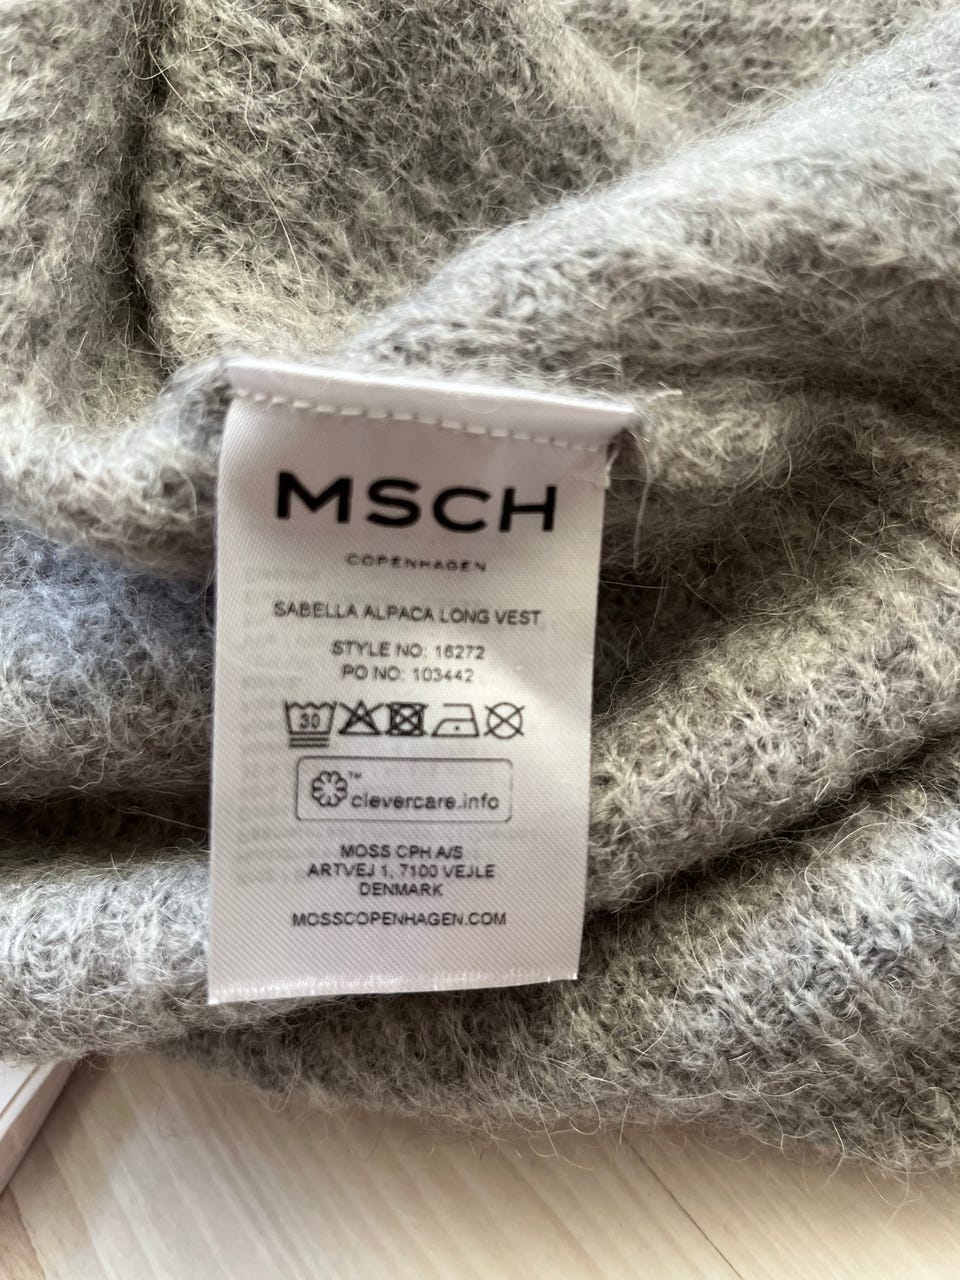 MSCH
COPENHAGEN
SABELLA ALPACA LONG VEST
STYLE NO: 16272
PO NO: 103442
30
™
clevercare.info
MOSS CPH A/S
ARTVEJ 1, 7100 VEJLE
DENMARK
MOSSCOPENHAGEN.COM